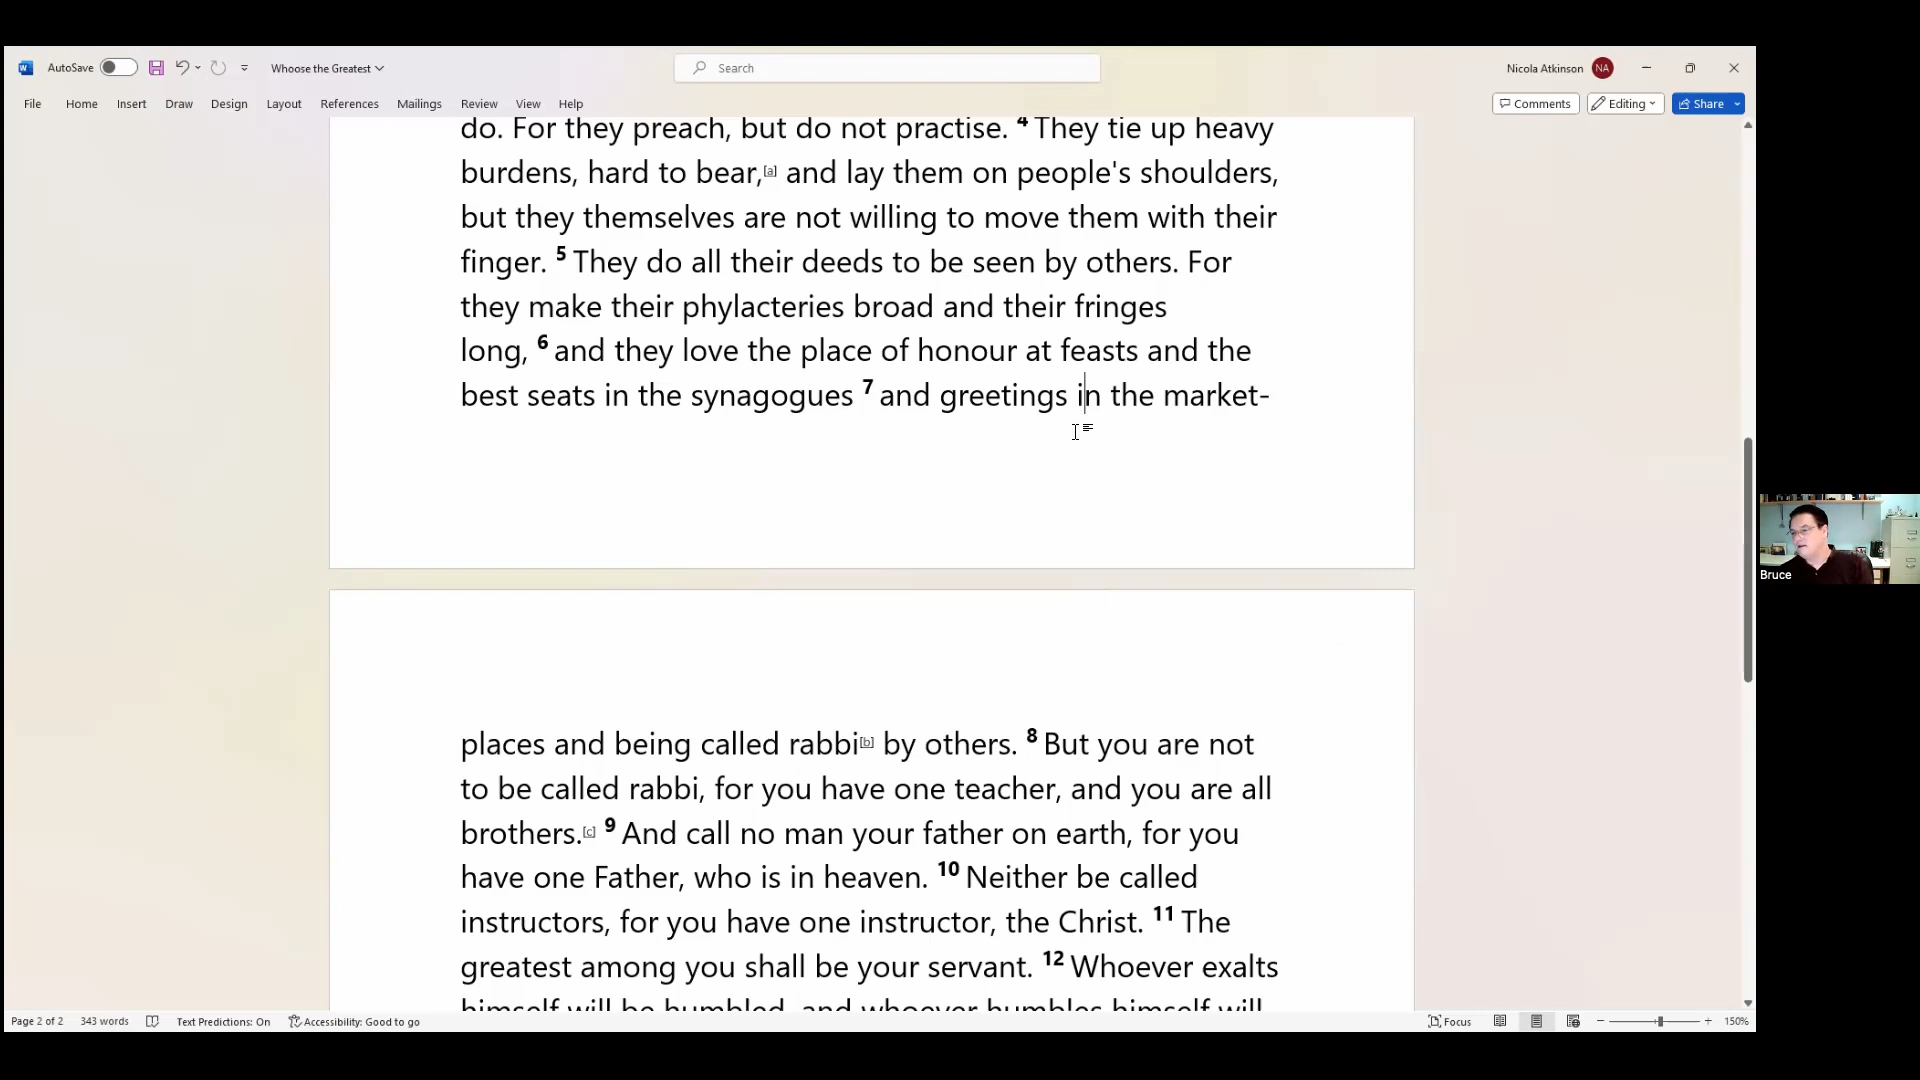 AutoSave
Whoose the Greatest
Search
Nicola Atkinson
NA
File
Home
Insert
Draw
Design
Layout
References
Mailings
Review
View
Help
Comments
Editing
Share
do. For they preach, but do not practise. 4 They tie up heavy
burdens, hard to bear,[a] and lay them on people's shoulders,
but they themselves are not willing to move them with their
finger. 5 They do all their deeds to be seen by others. For
they make their phylacteries broad and their fringes
long, 6 and they love the place of honour at feasts and the
best seats in the synagogues 7 and greetings in the market-
places and being called rabbi[b] by others. 8 But you are not
to be called rabbi, for you have one teacher, and you are all
brothers.[c] 9 And call no man your father on earth, for you
have one Father, who is in heaven. 10 Neither be called
instructors, for you have one instructor, the Christ. 11 The
greatest among you shall be your servant. 12 Whoever exalts
himself will be humbled, and whoever humbles himself will
Bruce
Page 2 of 2
343 words
Text Predictions: On
Accessibility: Good to go
Focus
150%